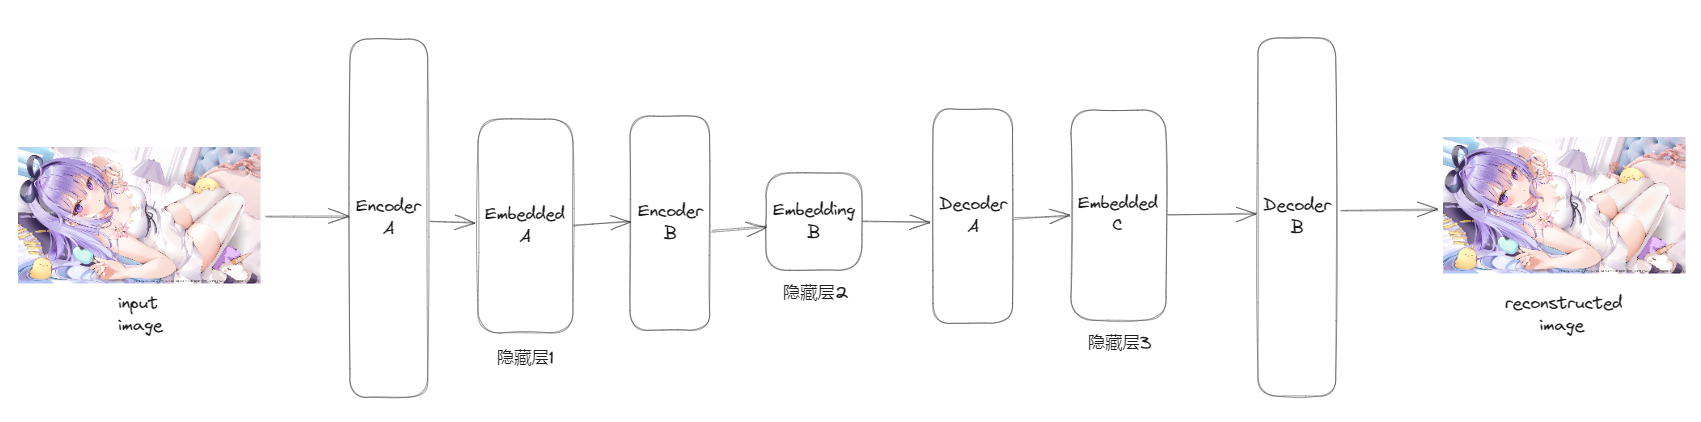 input
image
Encoder
A
Embedded
A
隐藏层1
Encoder
B
Embedding
B
隐藏层2
Decoder
A
Embedded
C
隐藏层3
Decoder
B
reconstructed
image